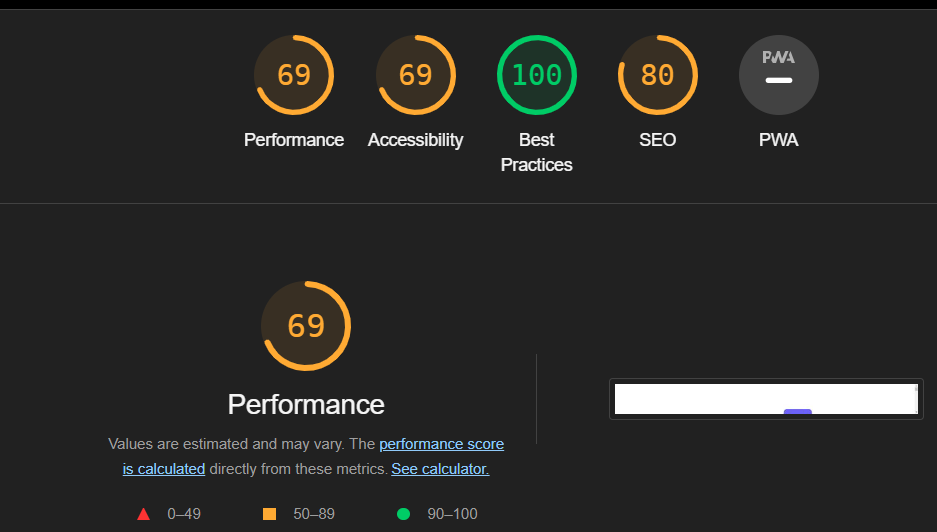 69 69 100 80 PWA
Performance Accessibility Best Practices SEO PWA
69
Performance
Values are estimated and may vary. The performance score
is calculated directly from these metrics. See calculator.
0–49 50–89 90–100